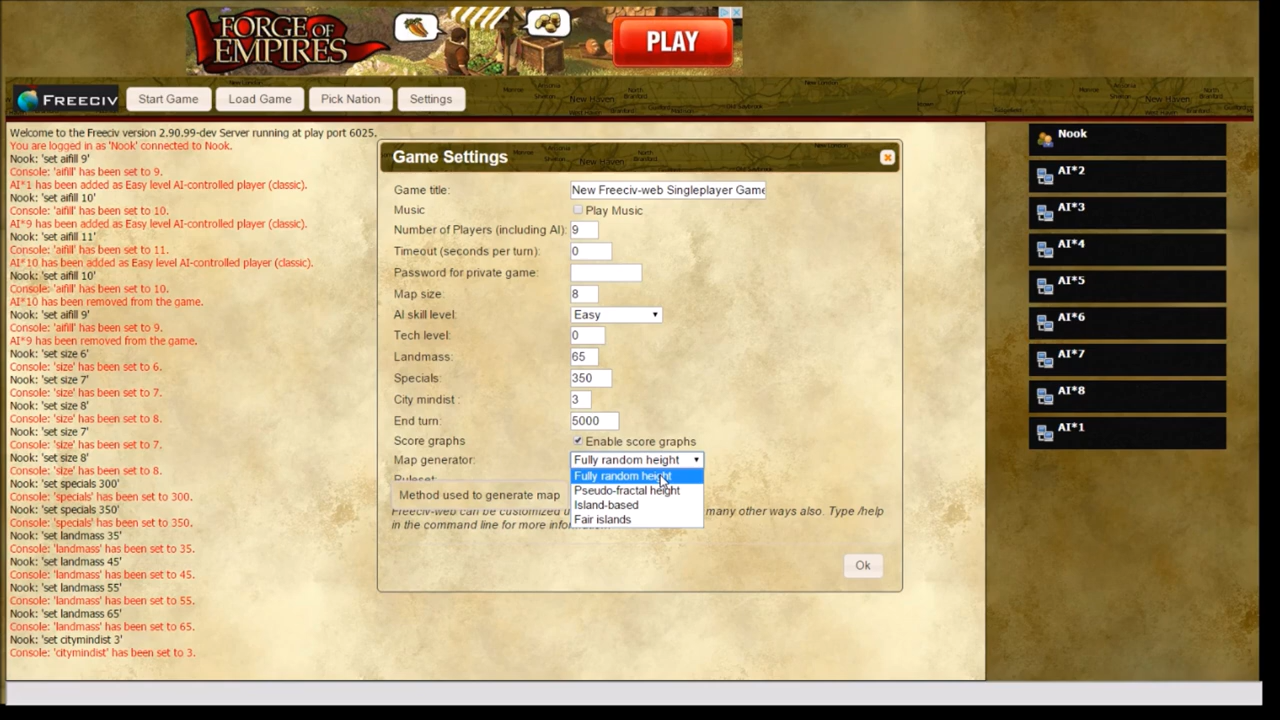 FORGE OF
EMPIRES
PLAY
FREECIV
Start Game
Load Game
Pick Nation
Settings
New Haven
New Haven
Welcome to the Freeciv version 2.90.99-dev Server running at play port 6025.
You are logged in as 'Nook' connected to Nook.
Nook: 'set aifill 9'
Console: 'aifill' has been set to 9.
AI*1 has been added as Easy level AI-controlled player (classic).
Nook: 'set aifill 10'
Console: 'aifill' has been set to 10.
AI*9 has been added as Easy level AI-controlled player (classic).
Nook: 'set aifill 11'
Console: 'aifill' has been set to 11.
AI*10 has been added as Easy level AI-controlled player (classic).
Nook: 'set aifill 10'
Console: 'aifill' has been set to 10.
AI*10 has been removed from the game.
Nook: 'set aifill 9'
Console: 'aifill' has been set to 9.
AI*9 has been removed from the game.
Nook: 'set size 6'
Console: 'size' has been set to 6.
Nook: 'set size 7'
Console: 'size' has been set to 7.
Nook: 'set size 8'
Console: 'size' has been set to 8.
Nook: 'set size 7'
Console: 'size' has been set to 7.
Nook: 'set size 8'
Console: 'size' has been set to 8.
Nook: 'set specials 300'
Console: 'specials' has been set to 300.
Nook: 'set specials 350'
Console: 'specials' has been set to 350.
Nook: 'set landmass 35'
Console: 'landmass' has been set to 35.
Nook: 'set landmass 45'
Console: 'landmass' has been set to 45.
Nook: 'set landmass 55'
Console: 'landmass' has been set to 55.
Nook: 'set landmass 65'
Console: 'landmass' has been set to 65.
Nook: 'set citymindist 3'
Console: 'citymindist' has been set to 3.
Game Settings
New Haven
Game title: New Freeciv-web Singleplayer Game
Music Play Music
Number of Players (including AI): 9
Timeout (seconds per turn): 0
Password for private game:
Map size: 8
AI skill level: Easy
Tech level: 0
Landmass: 65
Specials: 350
City mindist : 3
End turn: 5000
Score graphs Enable score graphs
Map generator: Fully random height
Fully random height
Ruleset:
Pseudo-fractal height
Method used to generate map
Island-based
Freeciv-web can be customized many other ways also. Type /help
Fair islands
in the command line for more
Ok
Nook
AI*2
AI*3
AI*4
AI*5
AI*6
AI*7
AI*8
AI*1